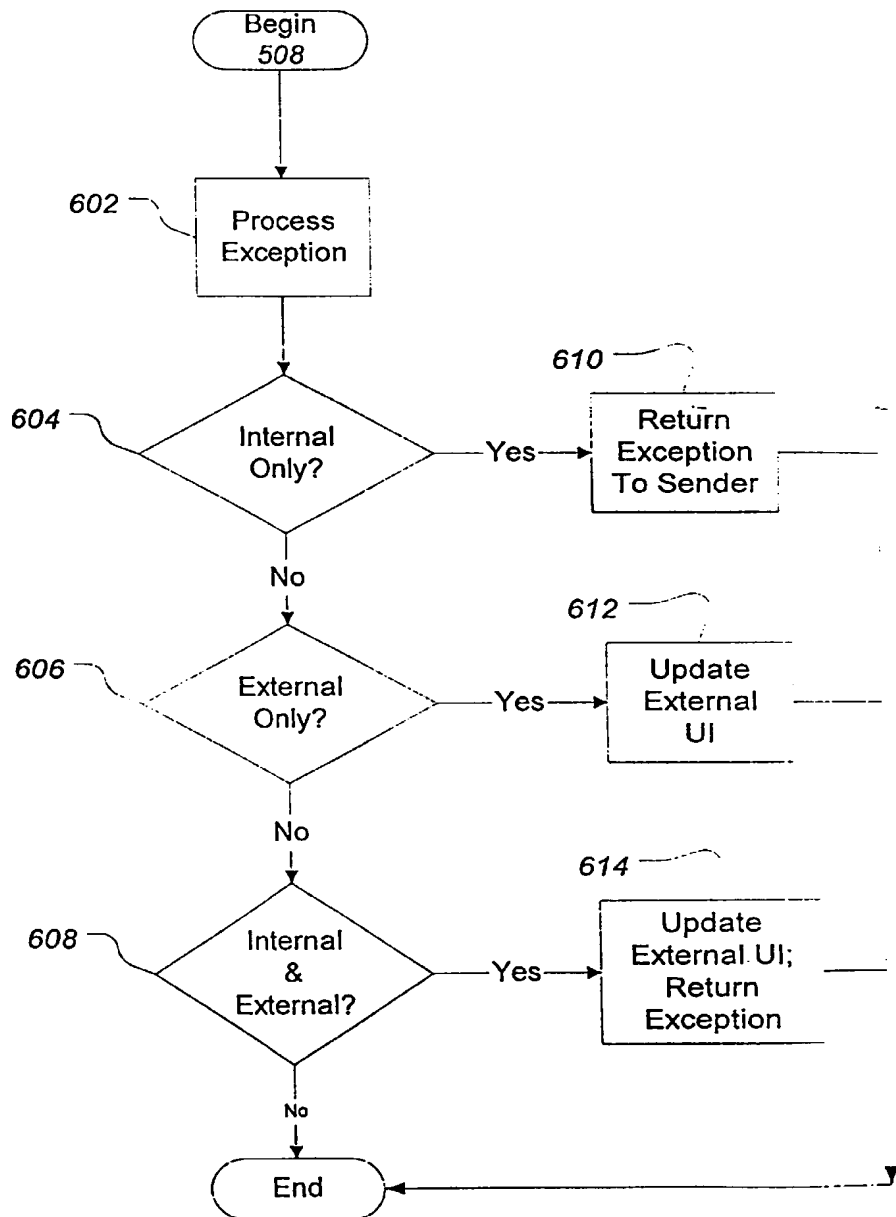 Begin
508
602
Process
Exception
604
Internal
Only?
Yes
610
Return
Exception
To Sender
No
606
External
Only?
Yes
612
Update
External
UI
No
608
Internal
&
External?
Yes
614
Update
External UI;
Return
Exception
No
End